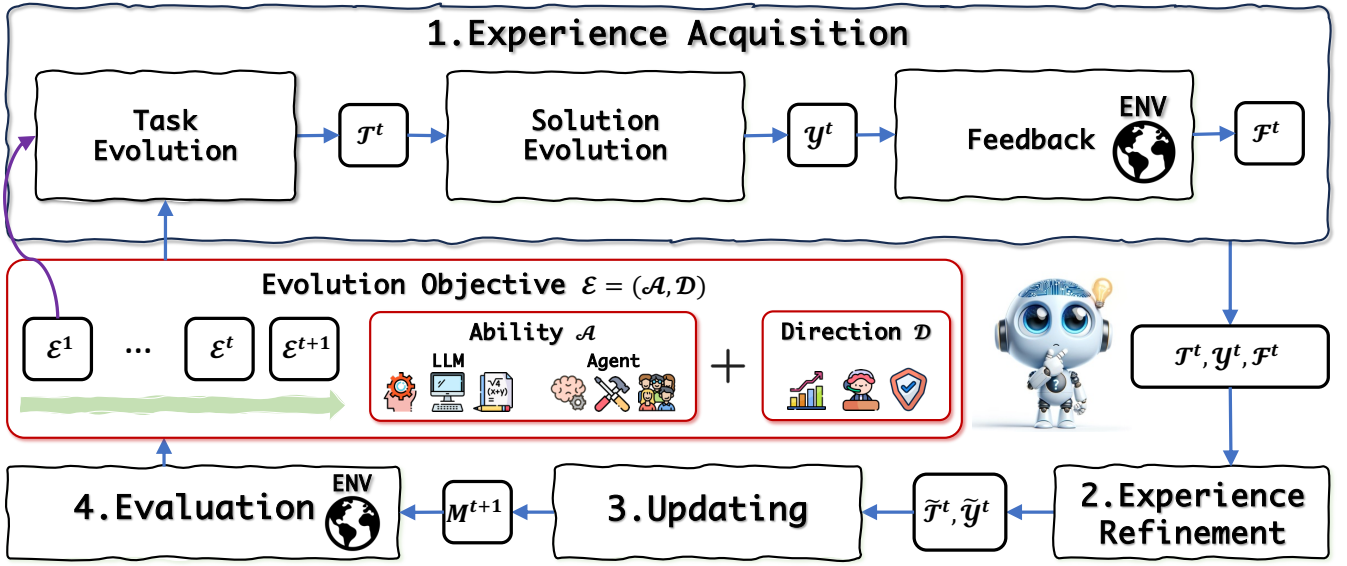 1.Experience Acquisition
Task
Evolution
𝒯ᵗ
Solution
Evolution
𝒴ᵗ
Feedback
ENV
ℱᵗ
Evolution Objective ℰ = (𝒜, 𝒟)
ℰ¹
...
ℰᵗ
ℰᵗ⁺¹
Ability 𝒜
LLM
√4
(x+y)
=
Agent
+
Direction 𝒟
?
𝒯ᵗ, 𝒴ᵗ, ℱᵗ
2.Experience
Refinement
𝒯̃ᵗ, 𝒴̃ᵗ
3.Updating
Mᵗ⁺¹
4.Evaluation
ENV